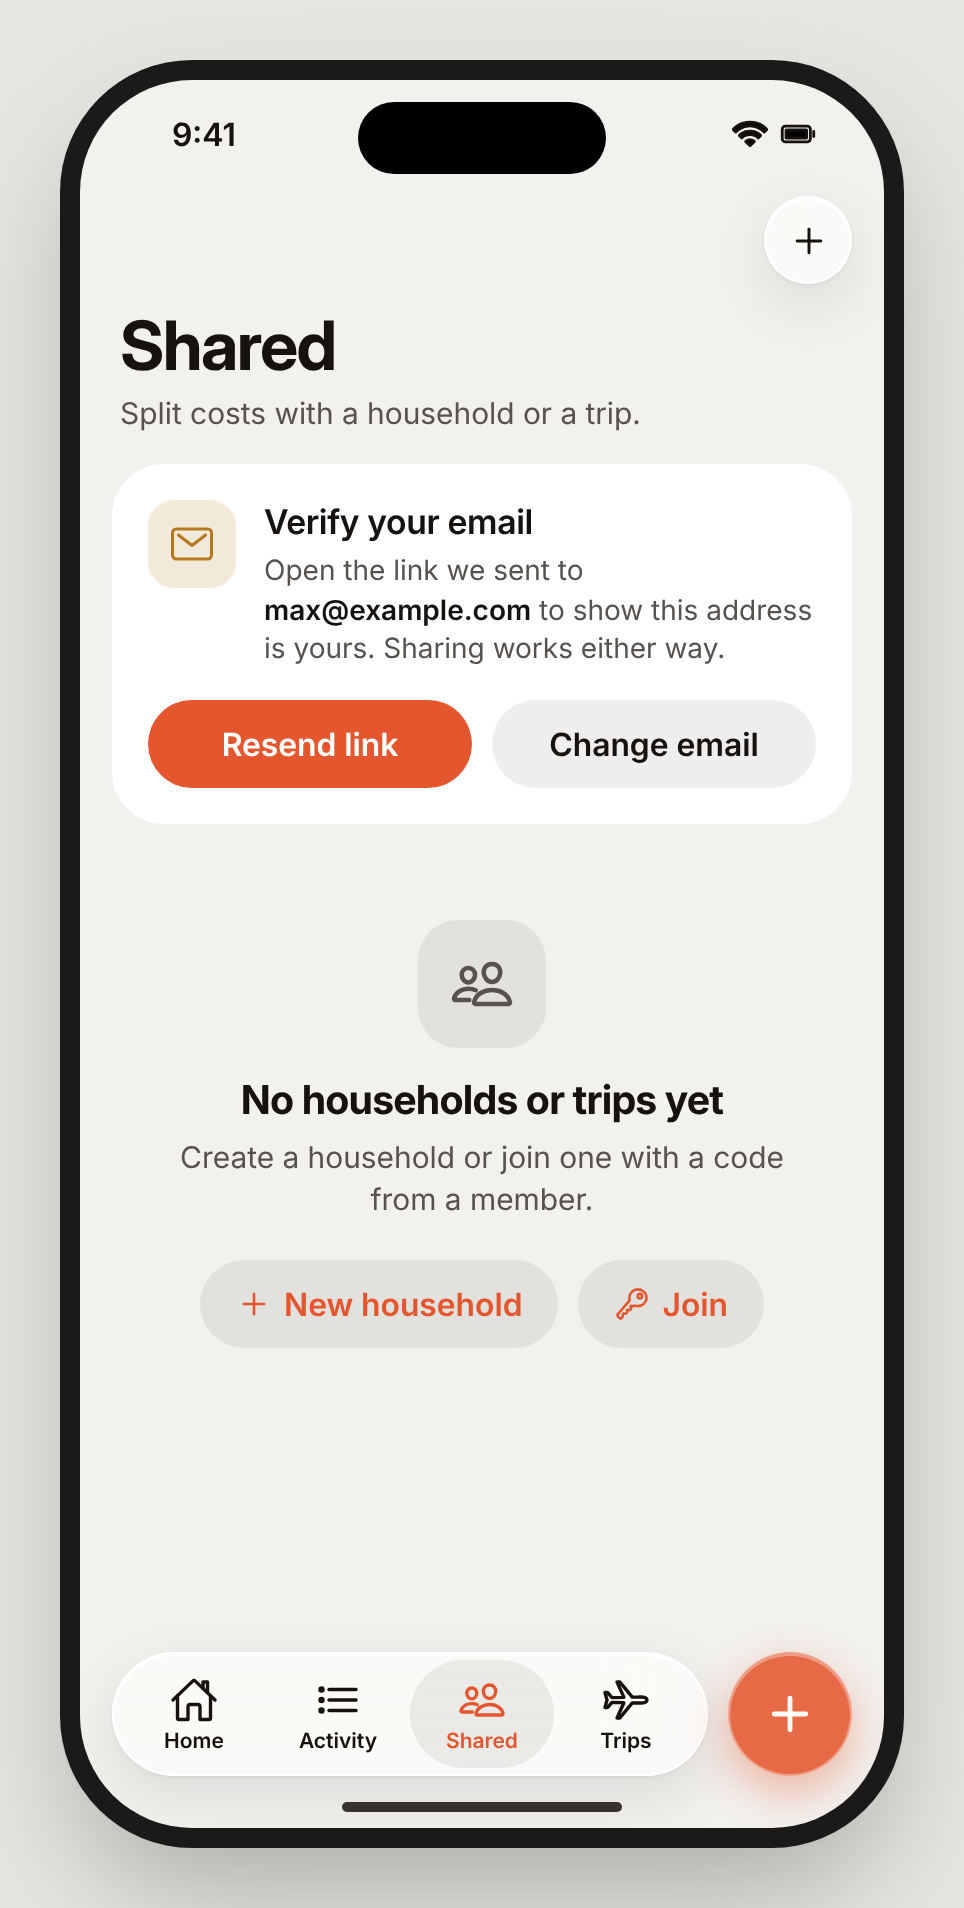 9:41
Shared
Split costs with a household or a trip.
Verify your email
Open the link we sent to
max@example.com to show this address
is yours. Sharing works either way.
Resend link
Change email
No households or trips yet
Create a household or join one with a code
from a member.
New household
Join
Home
Activity
Shared
Trips